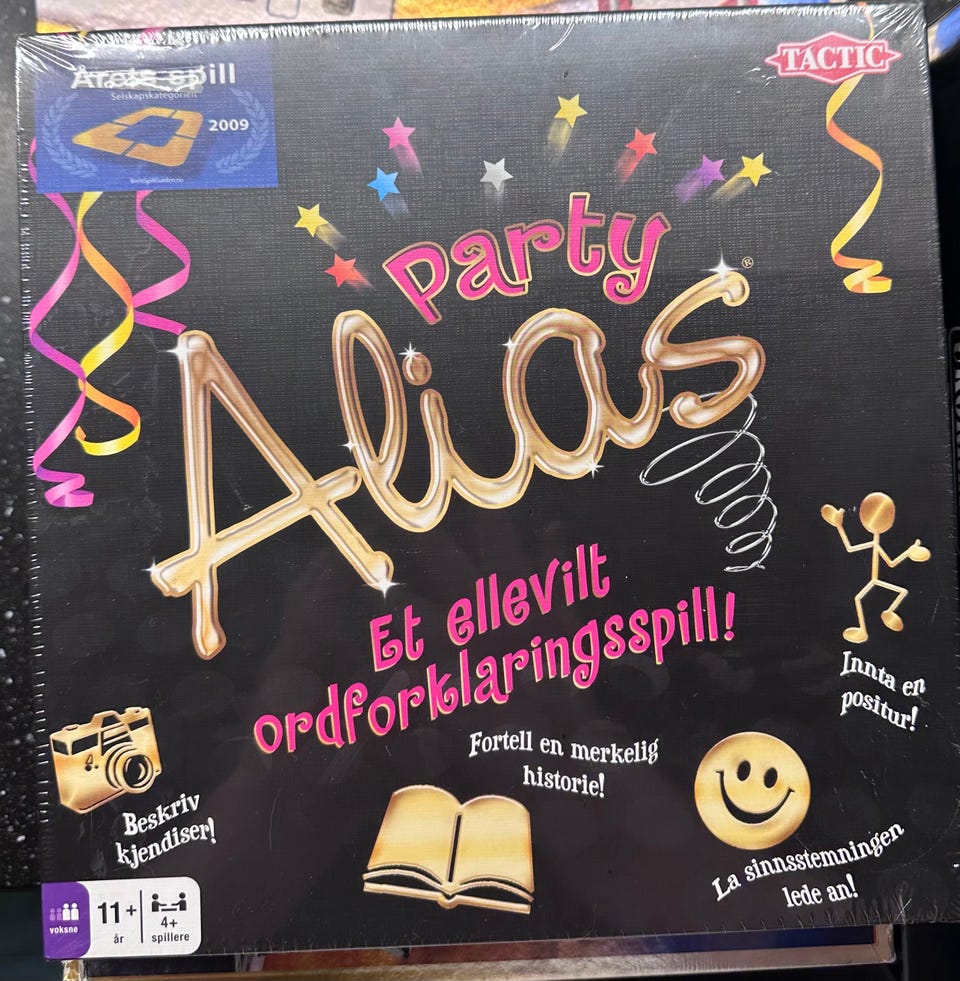 Årets spill
Selskapskategorien
2009
TACTIC
Party
Alias®
Et ellevilt
ordforklaringsspill!
Innta en
positur!
Fortell en merkelig
historie!
Beskriv
kjendiser!
La sinnsstemningen
lede an!
voksne
11+
år
4+
spillere